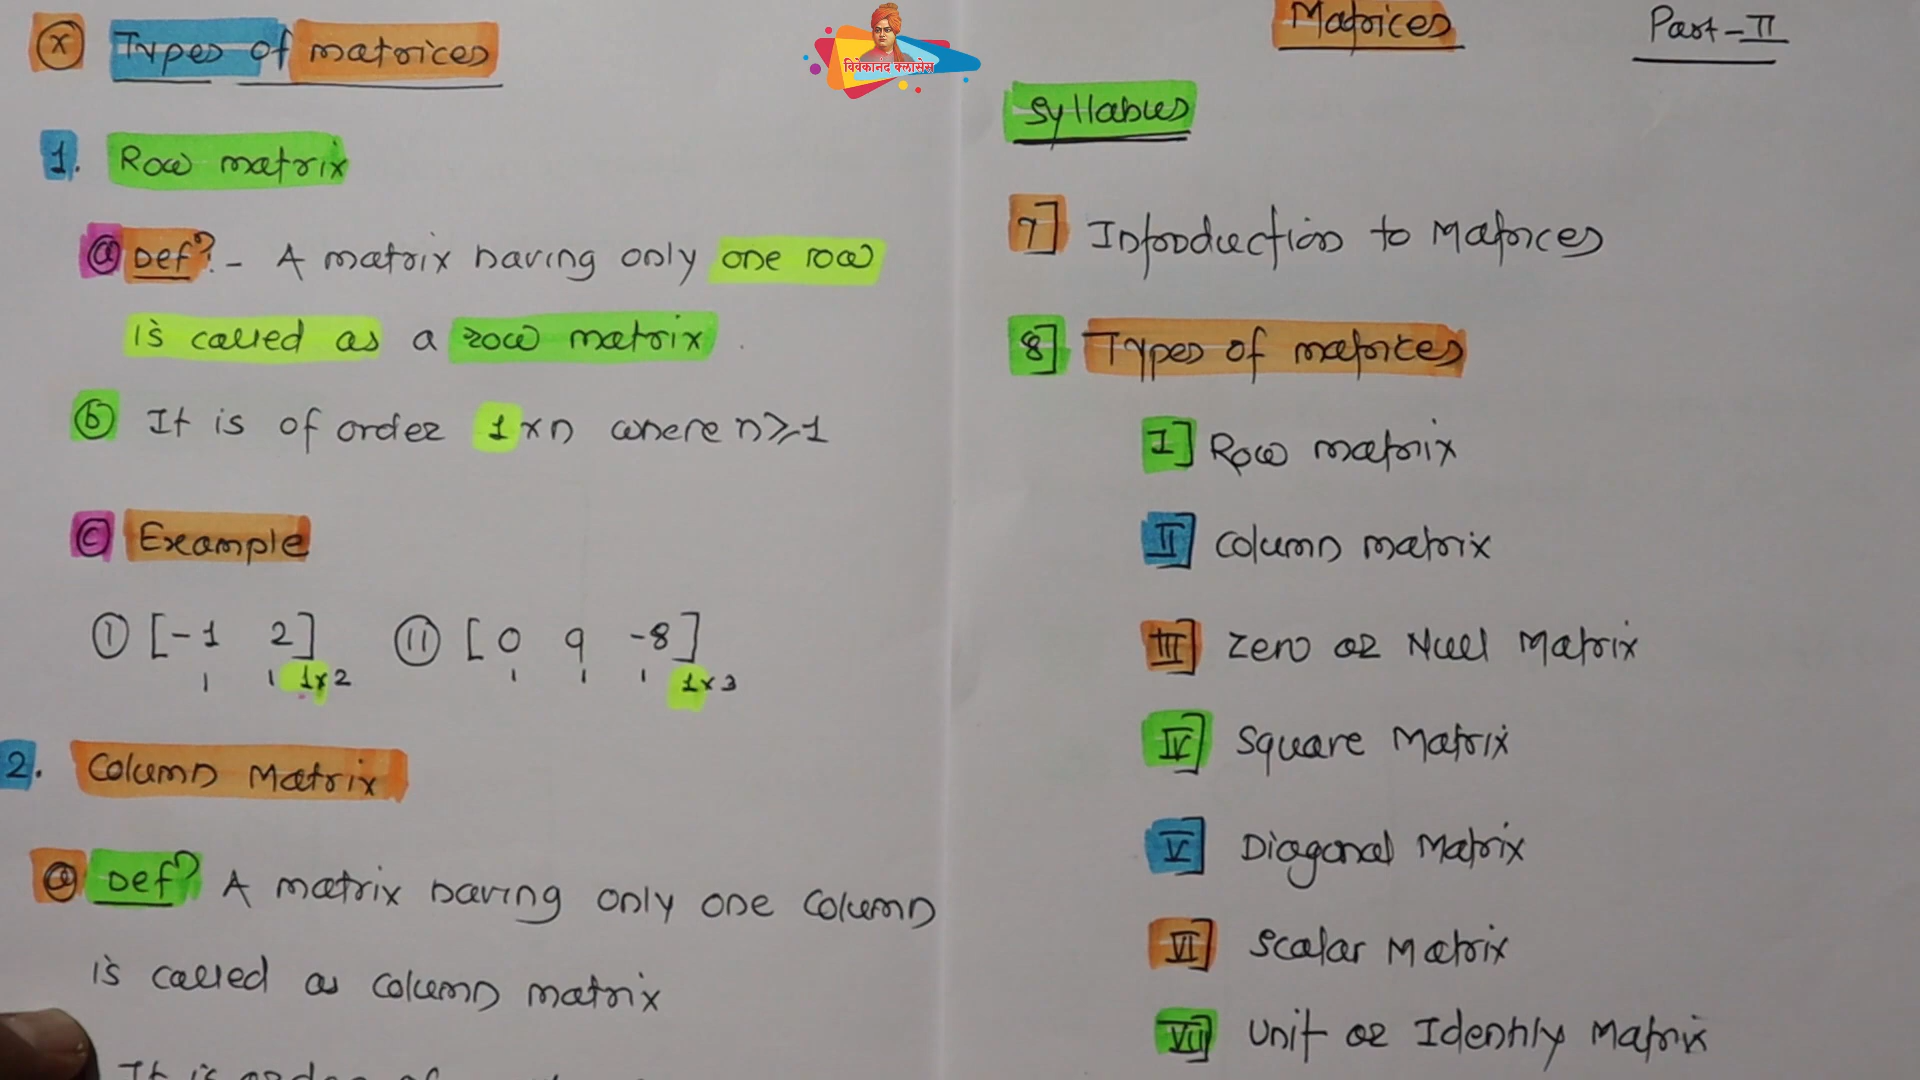 x Types of matrices
1. Row matrix
a Defn - A matrix having only one row
is called as a row matrix.
b It is of order 1×n where n≥1
c Example
i [-1 2] 1×2 ii [0 9 -8] 1×3
2. Column Matrix
a Defn A matrix having only one column
is called as column matrix
विवेकानंद क्लासेस
Matrices
Part-II
Syllabus
7] Introduction to Matrices
8] Types of matrices
I] Row matrix
II] Column matrix
III] Zero or Null Matrix
IV] Square Matrix
V] Diagonal Matrix
VI] Scalar Matrix
VII] Unit or Identity Matrix